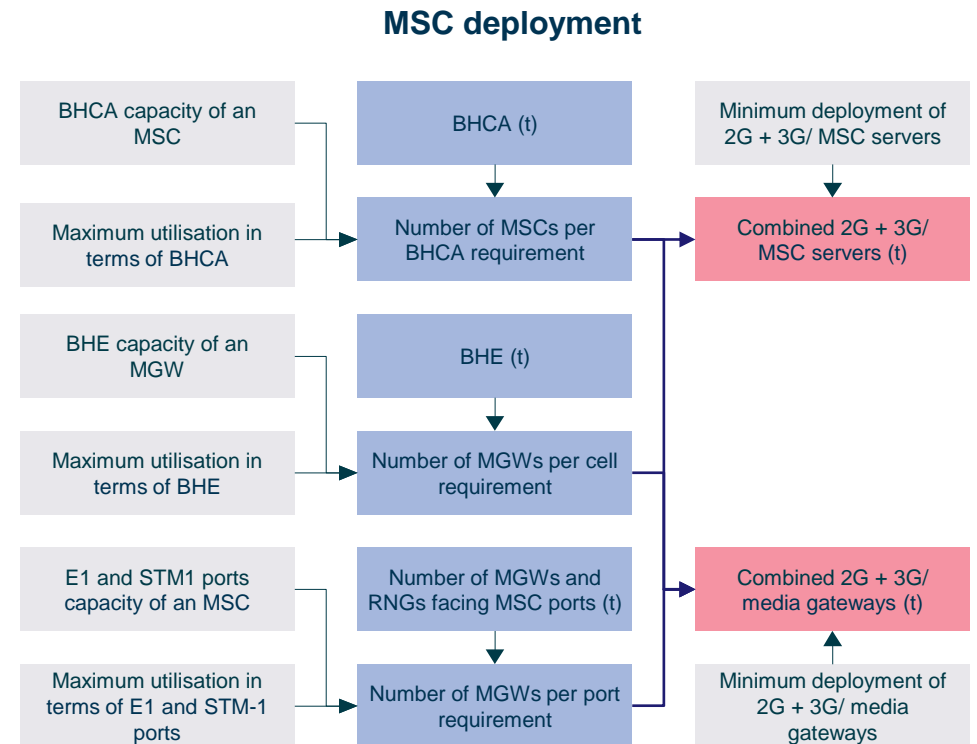 MSC deployment
BHCA capacity of an
MSC
BHCA (t)
Minimum deployment of
2G + 3G/ MSC servers
Maximum utilisation in
terms of BHCA
Number of MSCs per
BHCA requirement
Combined 2G + 3G/
MSC servers (t)
BHE capacity of an
MGW
BHE (t)
Maximum utilisation in
terms of BHE
Number of MGWs per cell
requirement
E1 and STM1 ports
capacity of an MSC
Number of MGWs and
RNGs facing MSC ports (t)
Combined 2G + 3G/
media gateways (t)
Maximum utilisation in
terms of E1 and STM-1
ports
Number of MGWs per port
requirement
Minimum deployment of
2G + 3G/ media
gateways